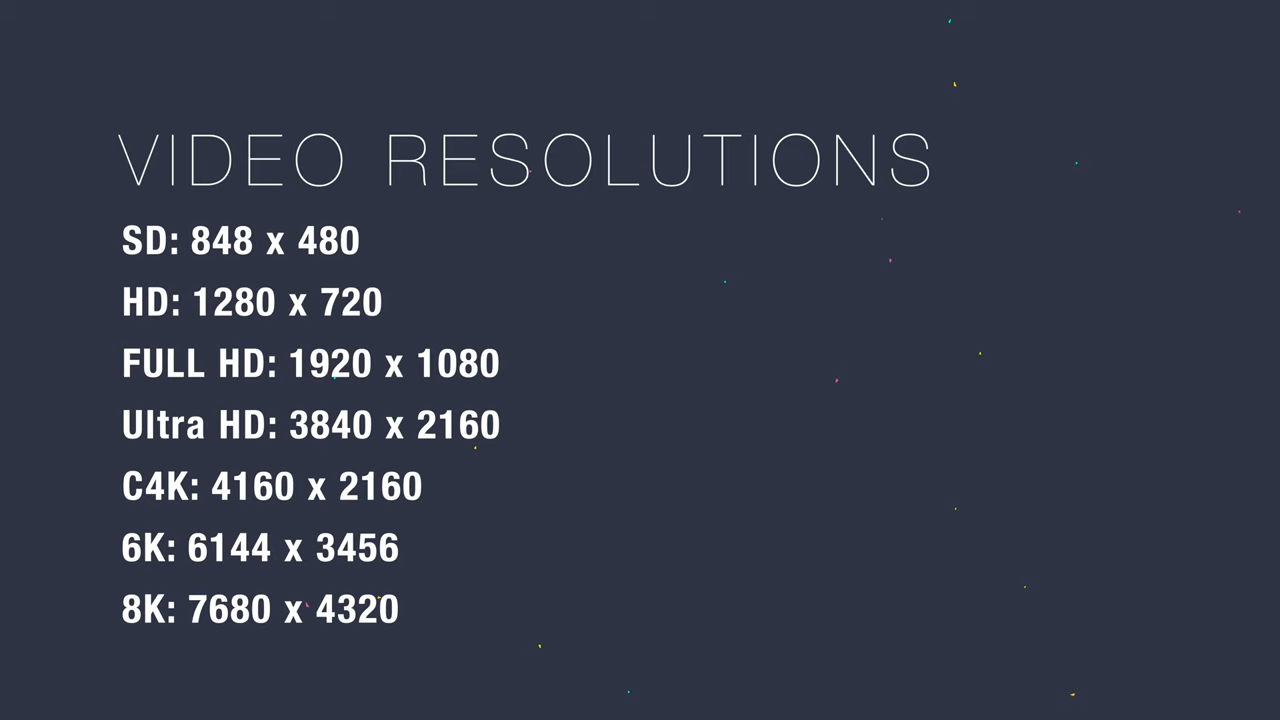 VIDEO RESOLUTIONS
SD: 848 x 480
HD: 1280 x 720
FULL HD: 1920 x 1080
Ultra HD: 3840 x 2160
C4K: 4160 x 2160
6K: 6144 x 3456
8K: 7680 x 4320